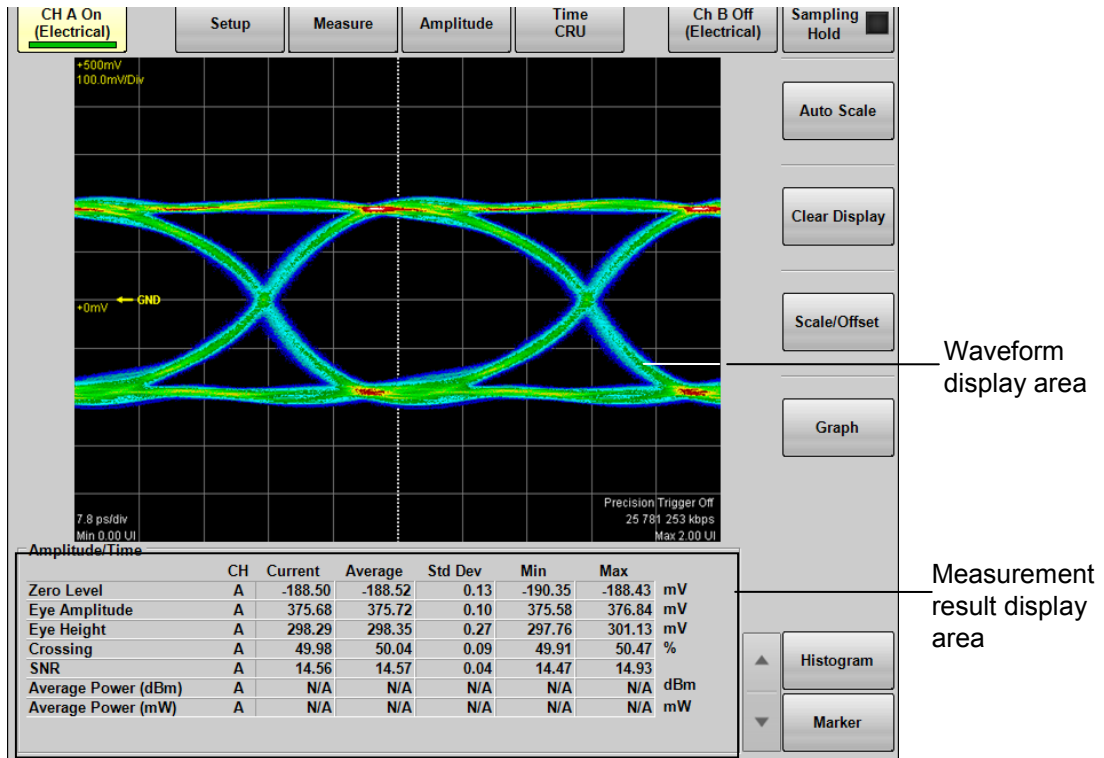 CH A On
(Electrical)
Setup
Measure
Amplitude
Time
CRU
Ch B Off
(Electrical)
Sampling
Hold
+500mV
100.0mV/Div
Auto Scale
Clear Display
+0mV
GND
Scale/Offset
Waveform
display area
Graph
Precision Trigger Off
7.8 ps/div
25 781 253 kbps
Min 0.00 UI
Max 2.00 UI
Amplitude/Time
CH Current Average Std Dev Min Max
Zero Level A -188.50 -188.52 0.13 -190.35 -188.43 mV
Eye Amplitude A 375.68 375.72 0.10 375.58 376.84 mV
Eye Height A 298.29 298.35 0.27 297.76 301.13 mV
Crossing A 49.98 50.04 0.09 49.91 50.47 %
SNR A 14.56 14.57 0.04 14.47 14.93
Average Power (dBm) A N/A N/A N/A N/A N/A dBm
Average Power (mW) A N/A N/A N/A N/A N/A mW
Measurement
result display
area
Histogram
Marker